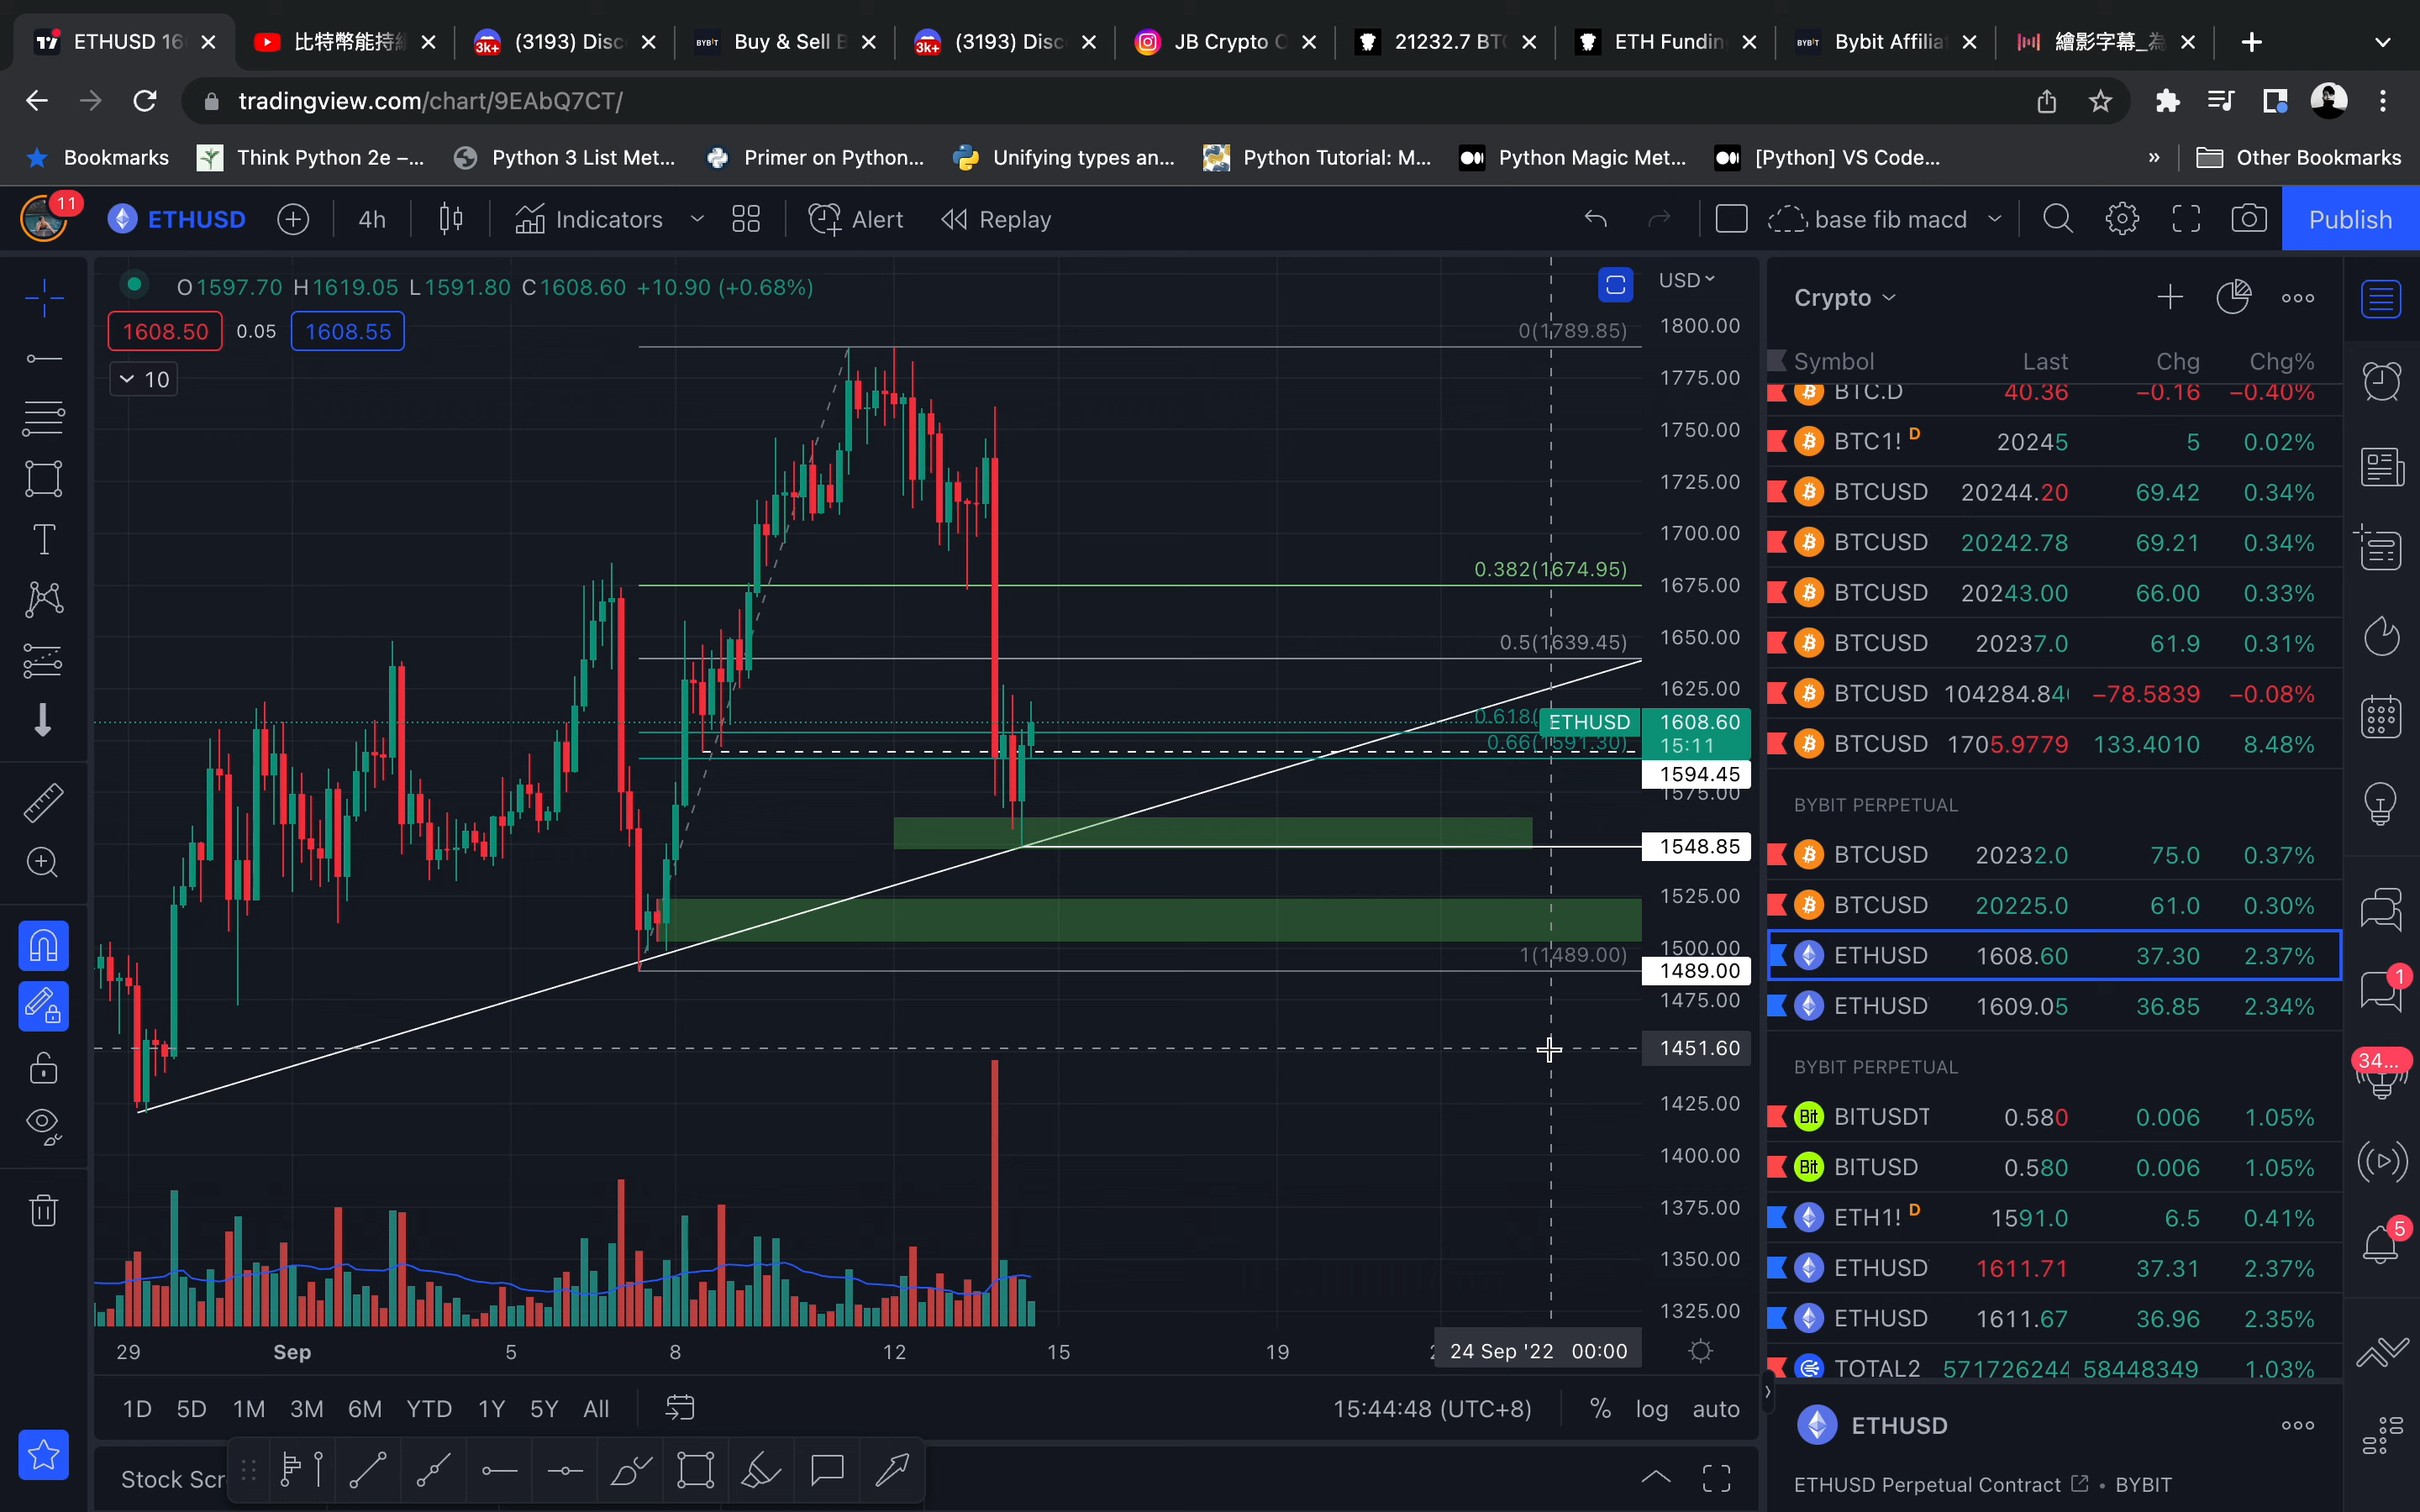 ETHUSD 16
比特幣能持
(3193) Disc
Buy & Sell B
(3193) Disc
JB Crypto C
21232.7 BTC
ETH Fundin
Bybit Affilia
繪影字幕_為
tradingview.com/chart/9EAbQ7CT/
Bookmarks
Think Python 2e –...
Python 3 List Met...
Primer on Python...
Unifying types an...
Python Tutorial: M...
Python Magic Met...
[Python] VS Code...
»
Other Bookmarks
11
ETHUSD
4h
Indicators
Alert
Replay
base fib macd
Publish
O1597.70 H1619.05 L1591.80 C1608.60 +10.90 (+0.68%)
1608.50
0.05
1608.55
10
USD
0(1789.85)
0.382(1674.95)
0.5(1639.45)
0.618(
0.66(1591.30)
1(1489.00)
1800.00
1775.00
1750.00
1725.00
1700.00
1675.00
1650.00
1625.00
ETHUSD
1608.60
15:11
1594.45
1575.00
1548.85
1525.00
1500.00
1489.00
1475.00
1451.60
1425.00
1400.00
1375.00
1350.00
1325.00
29
Sep
5
8
12
15
19
24 Sep '22 00:00
1D 5D 1M 3M 6M YTD 1Y 5Y All
15:44:48 (UTC+8)
% log auto
Stock Scr
Crypto
Symbol Last Chg Chg%
BTC.D 40.36 −0.16 −0.40%
BTC1! D 20245 5 0.02%
BTCUSD 20244.20 69.42 0.34%
BTCUSD 20242.78 69.21 0.34%
BTCUSD 20243.00 66.00 0.33%
BTCUSD 20237.0 61.9 0.31%
BTCUSD 104284.84 −78.5839 −0.08%
BTCUSD 1705.9779 133.4010 8.48%
BYBIT PERPETUAL
BTCUSD 20232.0 75.0 0.37%
BTCUSD 20225.0 61.0 0.30%
ETHUSD 1608.60 37.30 2.37%
ETHUSD 1609.05 36.85 2.34%
BYBIT PERPETUAL
Bit BITUSDT 0.580 0.006 1.05%
Bit BITUSD 0.580 0.006 1.05%
ETH1! D 1591.0 6.5 0.41%
ETHUSD 1611.71 37.31 2.37%
ETHUSD 1611.67 36.96 2.35%
TOTAL2 571726244 58448349 1.03%
ETHUSD
ETHUSD Perpetual Contract • BYBIT
1
34...
5